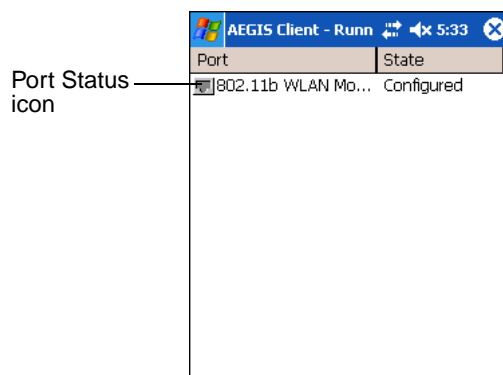 AEGIS Client - Runn 5:33
Port State
802.11b WLAN Mo... Configured
Port Status
icon